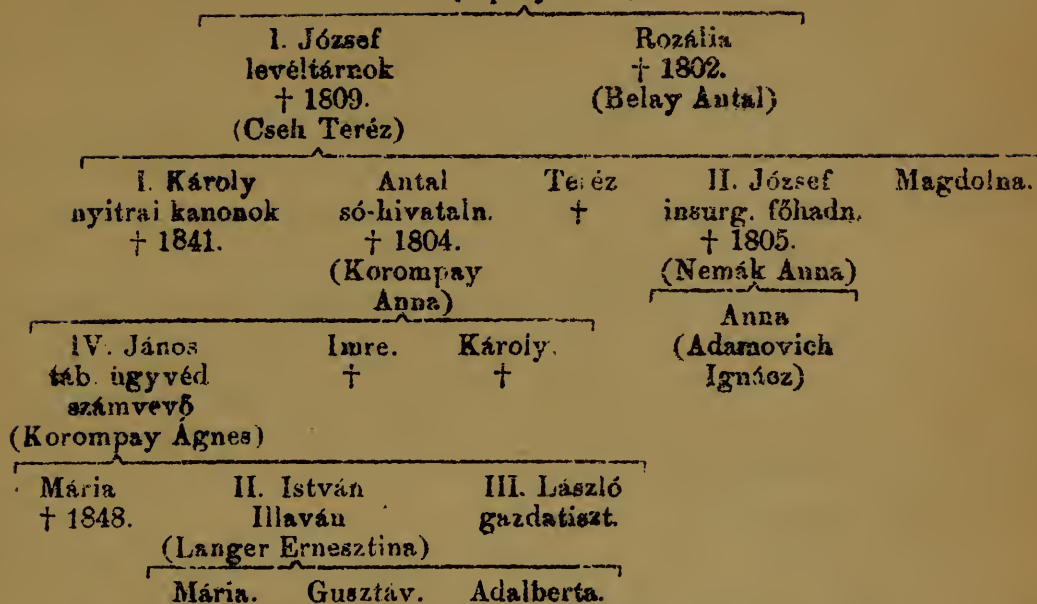 I. József Rozália
levéltárnok † 1802.
† 1809. (Belay Antal)
(Cseh Teréz)
I. Károly Antal Teréz II. József Magdolna.
nyitrai kanonok só-hivataln. † insurg. főhadn.
† 1841. † 1804. † 1805.
(Korompay (Nemák Anna)
Anna)
Anna
IV. János Imre. Károly. (Adamovich
táb. ügyvéd † † Ignácz)
számvevő
(Korompay Ágnes)
Mária II. István III. László
† 1848. Illaván gazdatiszt.
(Langer Ernesztina)
Mária. Gusztáv. Adalberta.